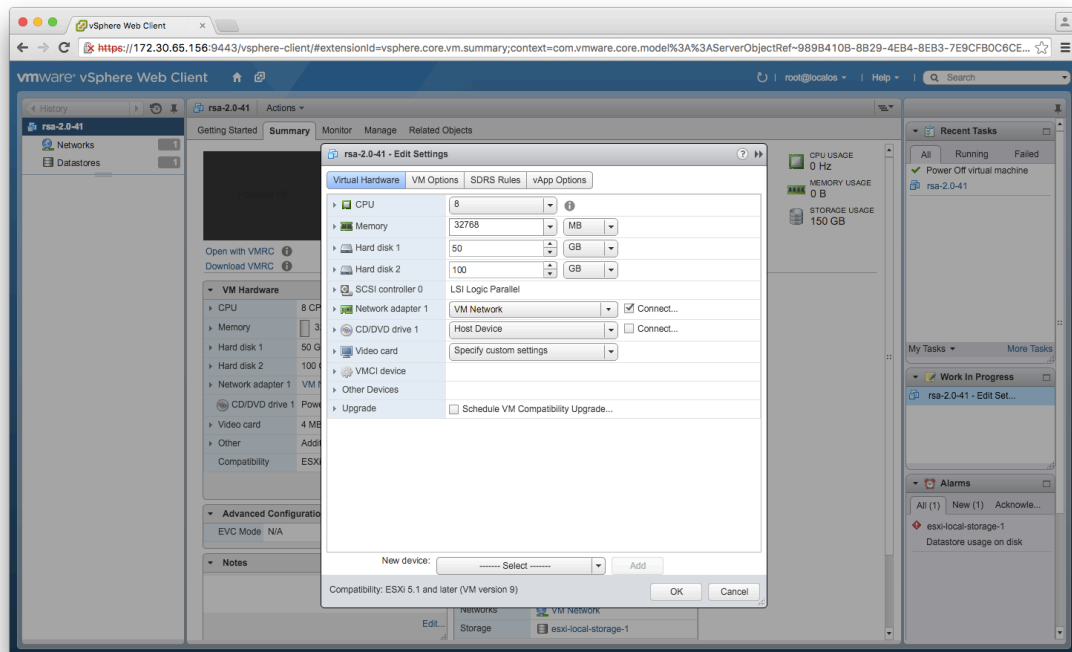 vSphere Web Client
https://172.30.65.156:9443/vsphere-client/#extensionId=vsphere.core.vm.summary;context=com.vmware.core.model%3A%3AServerObjectRef~989B410B-8B29-4EB4-8EB3-7E9CFB0C6CE...
vmware® vSphere Web Client
root@localos
Help
Search
History
rsa-2.0-41
Networks 1
Datastores 1
rsa-2.0-41 Actions
Getting Started Summary Monitor Manage Related Objects
Open with VMRC
Download VMRC
VM Hardware
CPU 8 CP
Memory 3
Hard disk 1 50 G
Hard disk 2 100
Network adapter 1 VM N
CD/DVD drive 1 Powe
Video card 4 MB
Other Addit
Compatibility ESXi
Advanced Configuratio
EVC Mode N/A
Notes
Edit...
CPU USAGE
0 Hz
MEMORY USAGE
0 B
STORAGE USAGE
150 GB
rsa-2.0-41 - Edit Settings
Virtual Hardware VM Options SDRS Rules vApp Options
CPU 8
Memory 32768 MB
Hard disk 1 50 GB
Hard disk 2 100 GB
SCSI controller 0 LSI Logic Parallel
Network adapter 1 VM Network Connect...
CD/DVD drive 1 Host Device Connect...
Video card Specify custom settings
VMCI device
Other Devices
Upgrade Schedule VM Compatibility Upgrade...
New device: ------- Select ------- Add
Compatibility: ESXi 5.1 and later (VM version 9)
OK Cancel
Networks VM Network
Storage esxi-local-storage-1
Recent Tasks
All Running Failed
Power Off virtual machine
rsa-2.0-41
My Tasks More Tasks
Work In Progress
rsa-2.0-41 - Edit Set...
Alarms
All (1) New (1) Acknowle...
esxi-local-storage-1
Datastore usage on disk